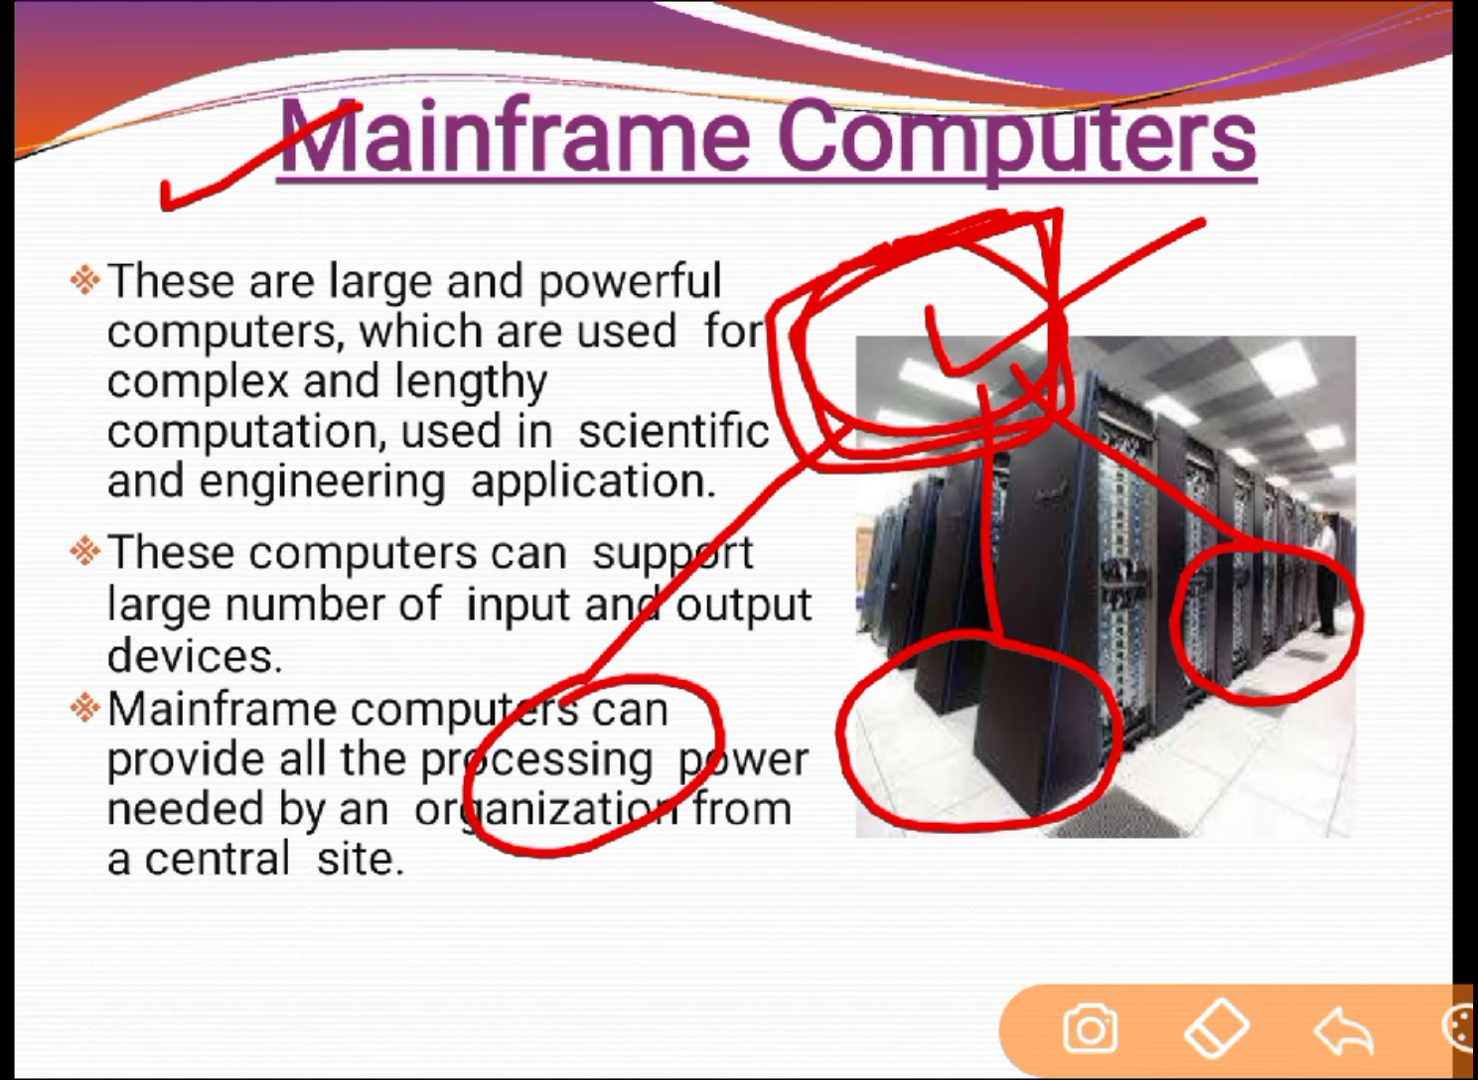 Mainframe Computers
These are large and powerful
computers, which are used for
complex and lengthy
computation, used in scientific
and engineering application.
These computers can support
large number of input and output
devices.
Mainframe computers can
provide all the processing power
needed by an organization from
a central site.